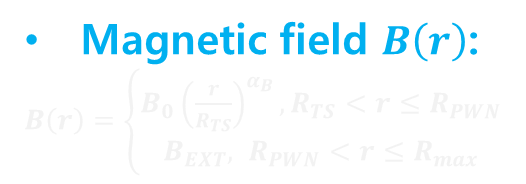 • Magnetic field B(r):
B(r) = { B₀ (r/R_TS)^α_B, R_TS < r ≤ R_PWN
B_EXT, R_PWN < r ≤ R_max